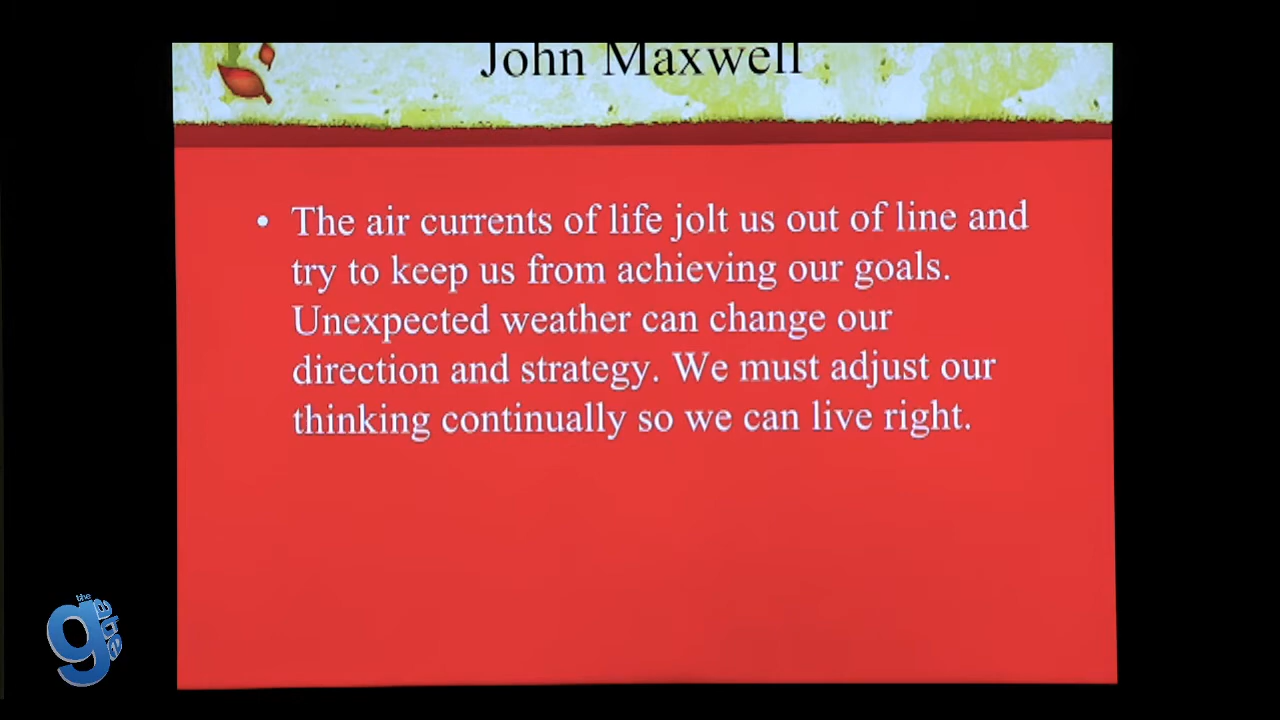 John Maxwell
• The air currents of life jolt us out of line and
try to keep us from achieving our goals.
Unexpected weather can change our
direction and strategy. We must adjust our
thinking continually so we can live right.
the
gate